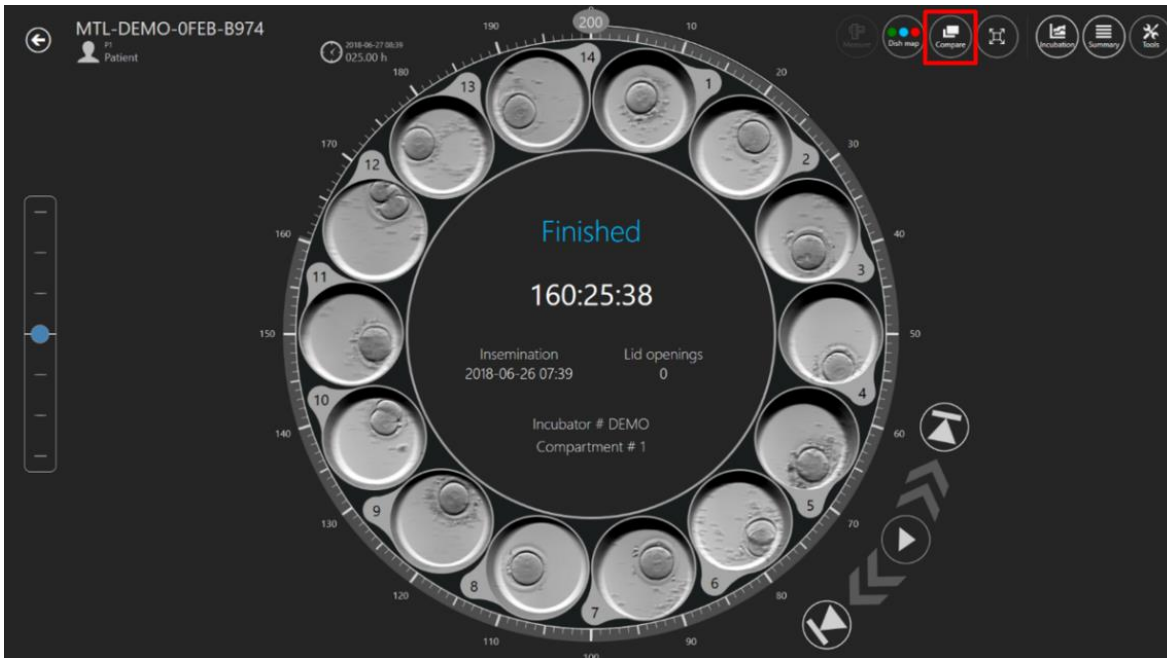 MTL-DEMO-0FEB-B974
P1
Patient
2018-06-27 08:39
025.00 h
Measure
Dish map
Compare
Incubation
Summary
Tools
200
10
20
30
40
50
60
70
80
90
100
110
120
130
140
150
160
170
180
190
1
2
3
4
5
6
7
8
9
10
11
12
13
14
Finished
160:25:38
Insemination
Lid openings
2018-06-26 07:39
0
Incubator # DEMO
Compartment # 1